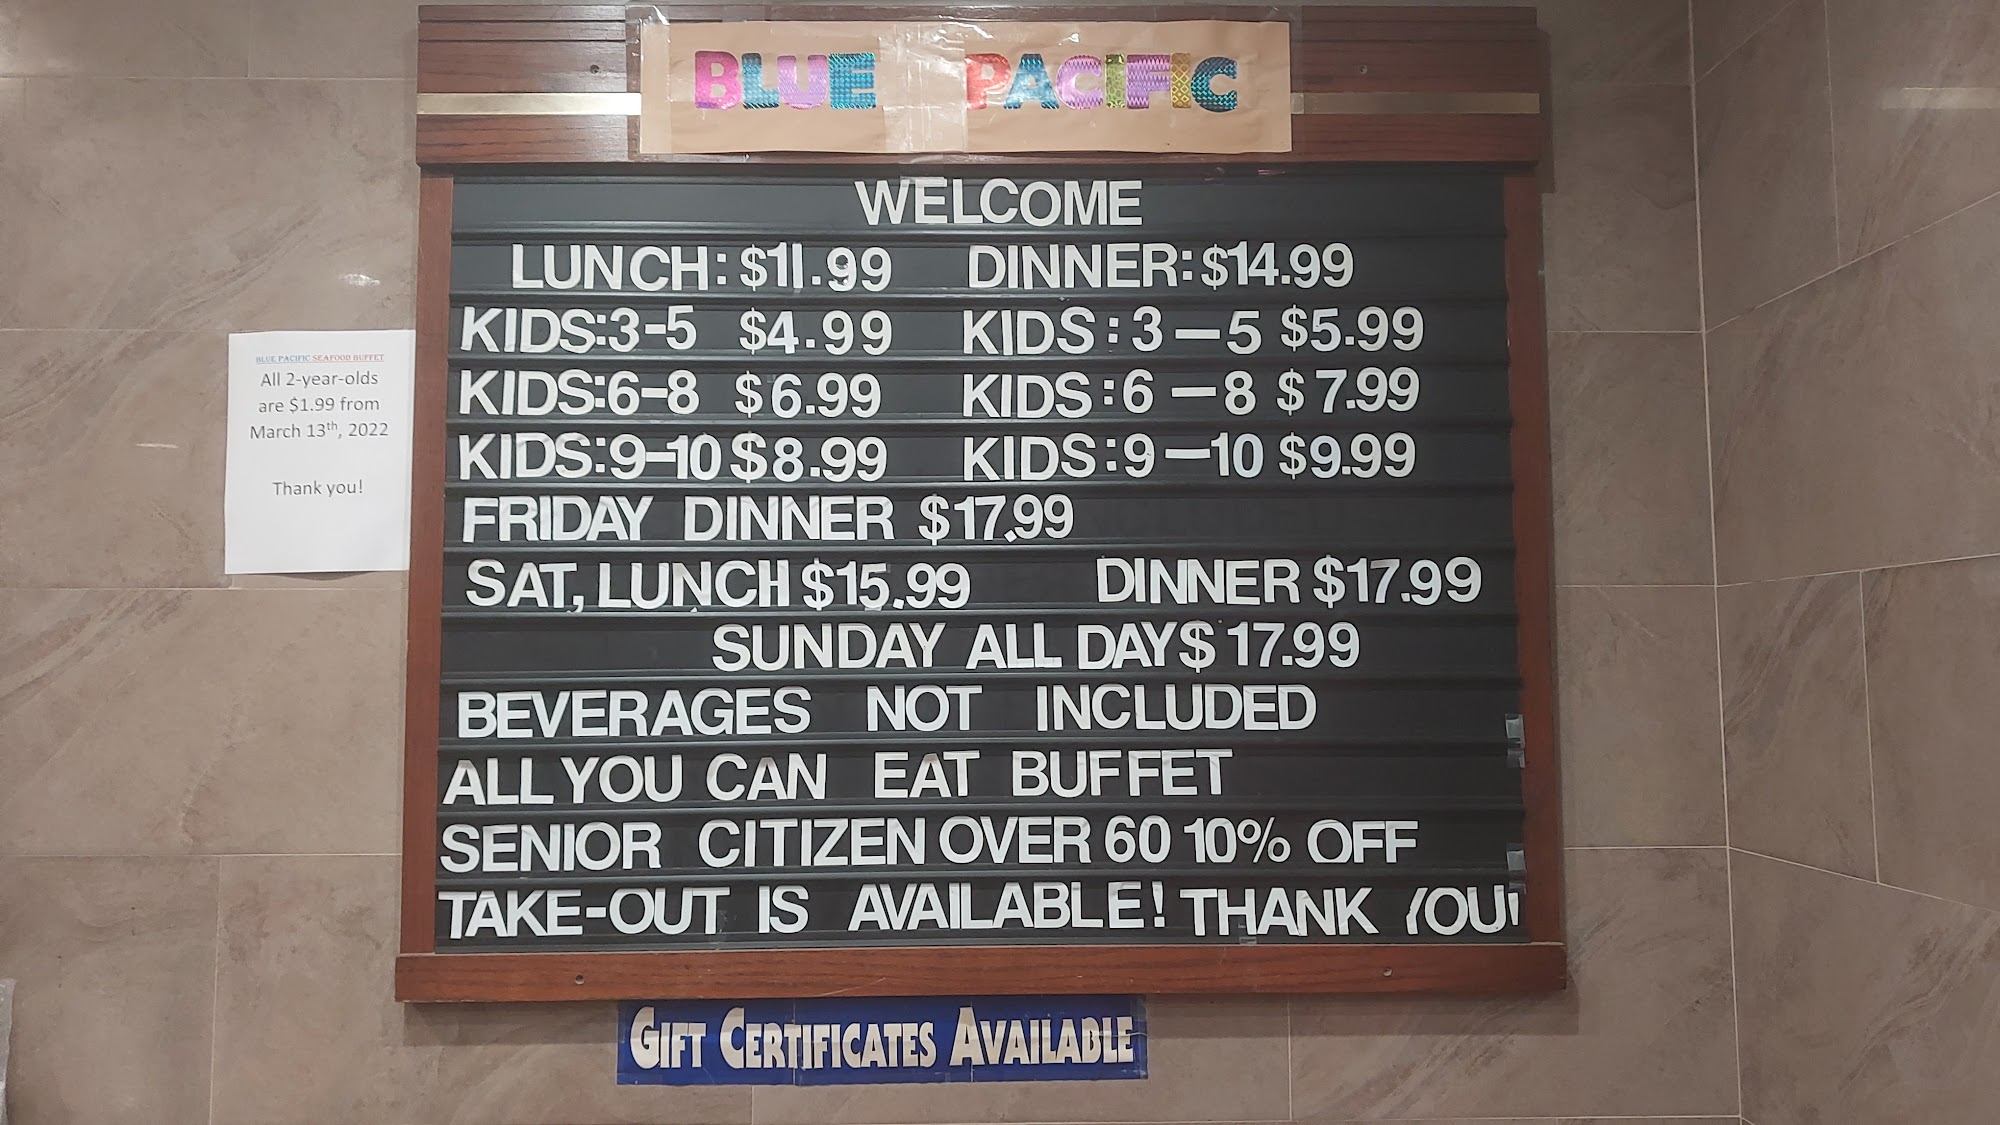 BLUE PACIFIC
WELCOME
LUNCH: $11.99 DINNER: $14.99
KIDS:3-5 $4.99 KIDS:3-5 $5.99
KIDS:6-8 $6.99 KIDS:6-8 $7.99
KIDS:9-10 $8.99 KIDS:9-10 $9.99
FRIDAY DINNER $17.99
SAT, LUNCH $15.99 DINNER $17.99
SUNDAY ALL DAY $17.99
BEVERAGES NOT INCLUDED
ALL YOU CAN EAT BUFFET
SENIOR CITIZEN OVER 60 10% OFF
TAKE-OUT IS AVAILABLE! THANK YOU!
GIFT CERTIFICATES AVAILABLE
BLUE PACIFIC SEAFOOD BUFFET
All 2-year-olds
are $1.99 from
March 13th, 2022
Thank you!